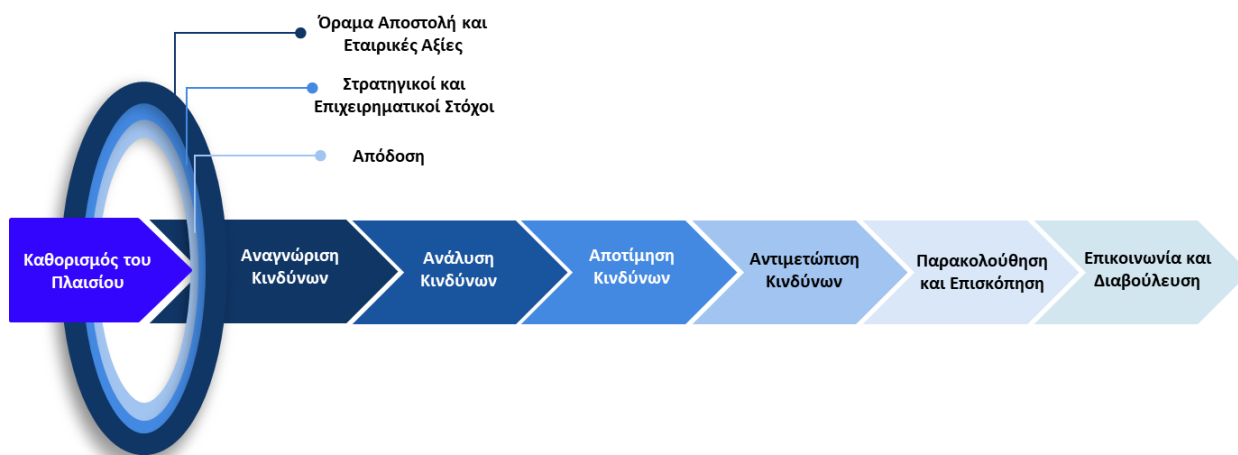 Όραμα Αποστολή και
Εταιρικές Αξίες
Στρατηγικοί και
Επιχειρηματικοί Στόχοι
Απόδοση
Καθορισμός του
Πλαισίου
Αναγνώριση
Κινδύνων
Ανάλυση
Κινδύνων
Αποτίμηση
Κινδύνων
Αντιμετώπιση
Κινδύνων
Παρακολούθηση
και Επισκόπηση
Επικοινωνία και
Διαβούλευση